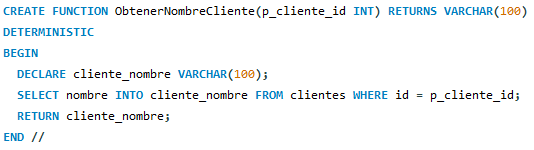 CREATE FUNCTION ObtenerNombreCliente(p_cliente_id INT) RETURNS VARCHAR(100)
DETERMINISTIC
BEGIN
  DECLARE cliente_nombre VARCHAR(100);
  SELECT nombre INTO cliente_nombre FROM clientes WHERE id = p_cliente_id;
  RETURN cliente_nombre;
END //